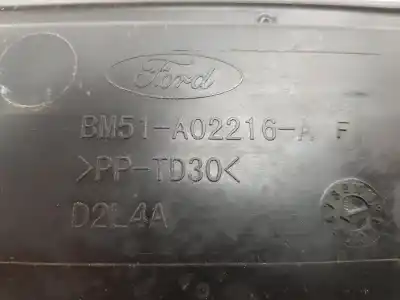 Ford
BM51-A02216-A F
>PP-TD30<
D2L4A